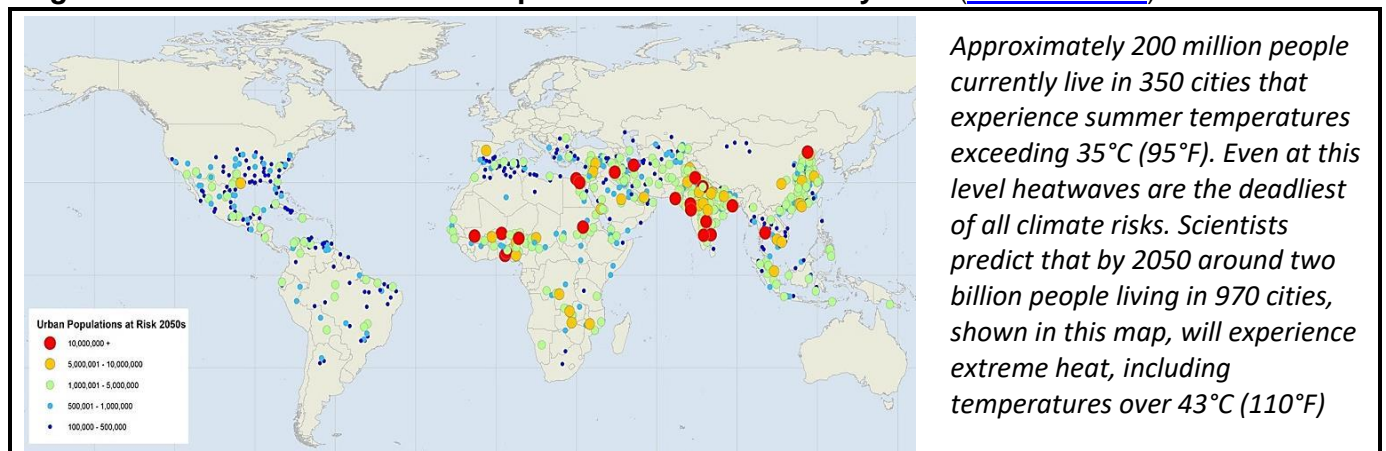 Approximately 200 million people
currently live in 350 cities that
experience summer temperatures
exceeding 35°C (95°F). Even at this
level heatwaves are the deadliest
of all climate risks. Scientists
predict that by 2050 around two
billion people living in 970 cities,
shown in this map, will experience
extreme heat, including
temperatures over 43°C (110°F)
Urban Populations at Risk 2050s
10,000,000 +
5,000,001 - 10,000,000
1,000,001 - 5,000,000
500,001 - 1,000,000
100,000 - 500,000